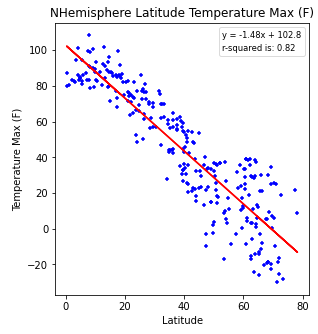 NHemisphere Latitude Temperature Max (F)
y = -1.48x + 102.8
r-squared is: 0.82
100
80
60
40
20
0
−20
Temperature Max (F)
0 20 40 60 80
Latitude